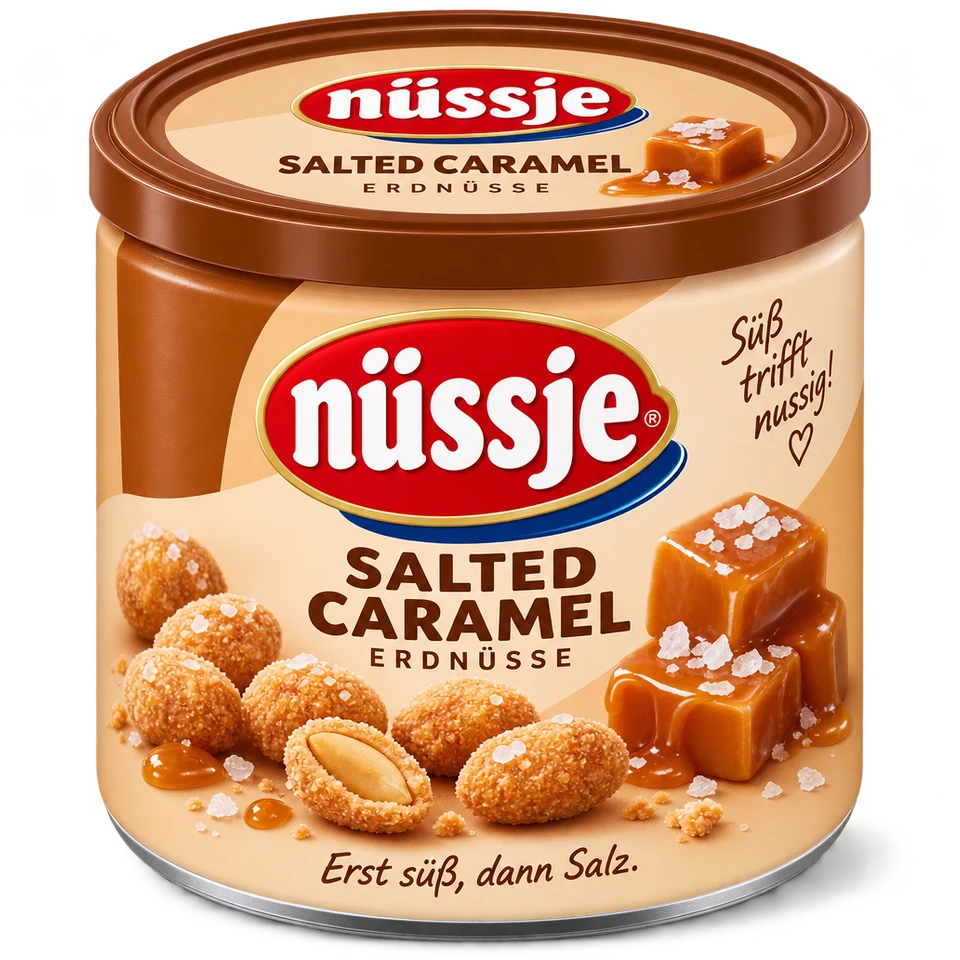 nüssje
SALTED CARAMEL
ERDNÜSSE
nüssje®
Süß
trifft
nussig!
SALTED
CARAMEL
ERDNÜSSE
Erst süß, dann Salz.